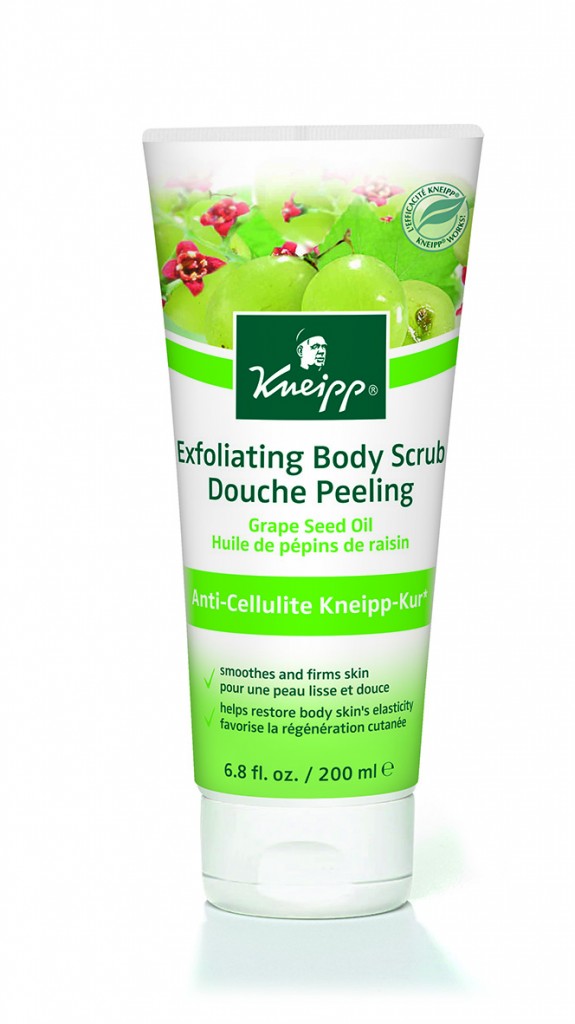 L'EFFICACITÉ KNEIPP®
KNEIPP® WORKS!
Kneipp®
Exfoliating Body Scrub
Douche Peeling
Grape Seed Oil
Huile de pépins de raisin
Anti-Cellulite Kneipp-Kur*
smoothes and firms skin
pour une peau lisse et douce
helps restore body skin's elasticity
favorise la régénération cutanée
6.8 fl. oz. / 200 ml ℮